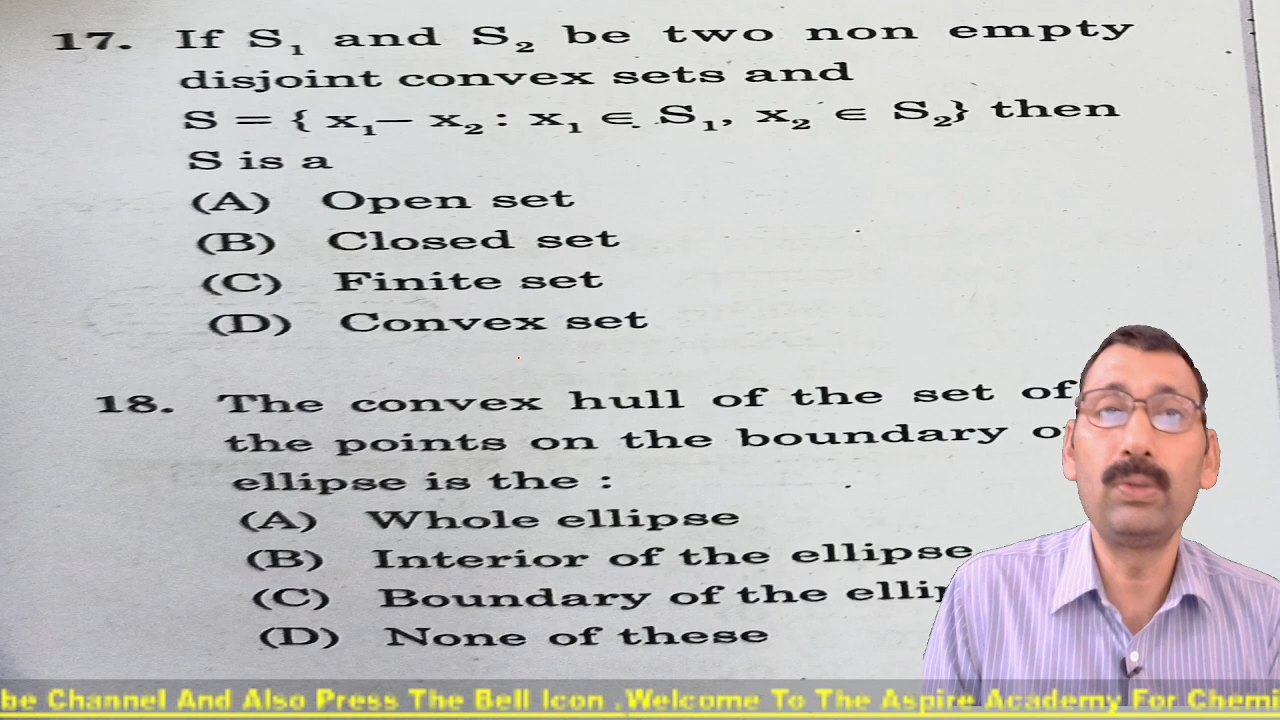 17. If S₁ and S₂ be two non empty
disjoint convex sets and
S = { x₁− x₂ : x₁ ∈ S₁, x₂ ∈ S₂} then
S is a
(A) Open set
(B) Closed set
(C) Finite set
(D) Convex set
18. The convex hull of the set of
the points on the boundary
ellipse is the :
(A) Whole ellipse
(B) Interior of the ellipse
(C) Boundary of the
(D) None of these
be Channel And Also Press The Bell Icon .Welcome To The Aspire Academy For